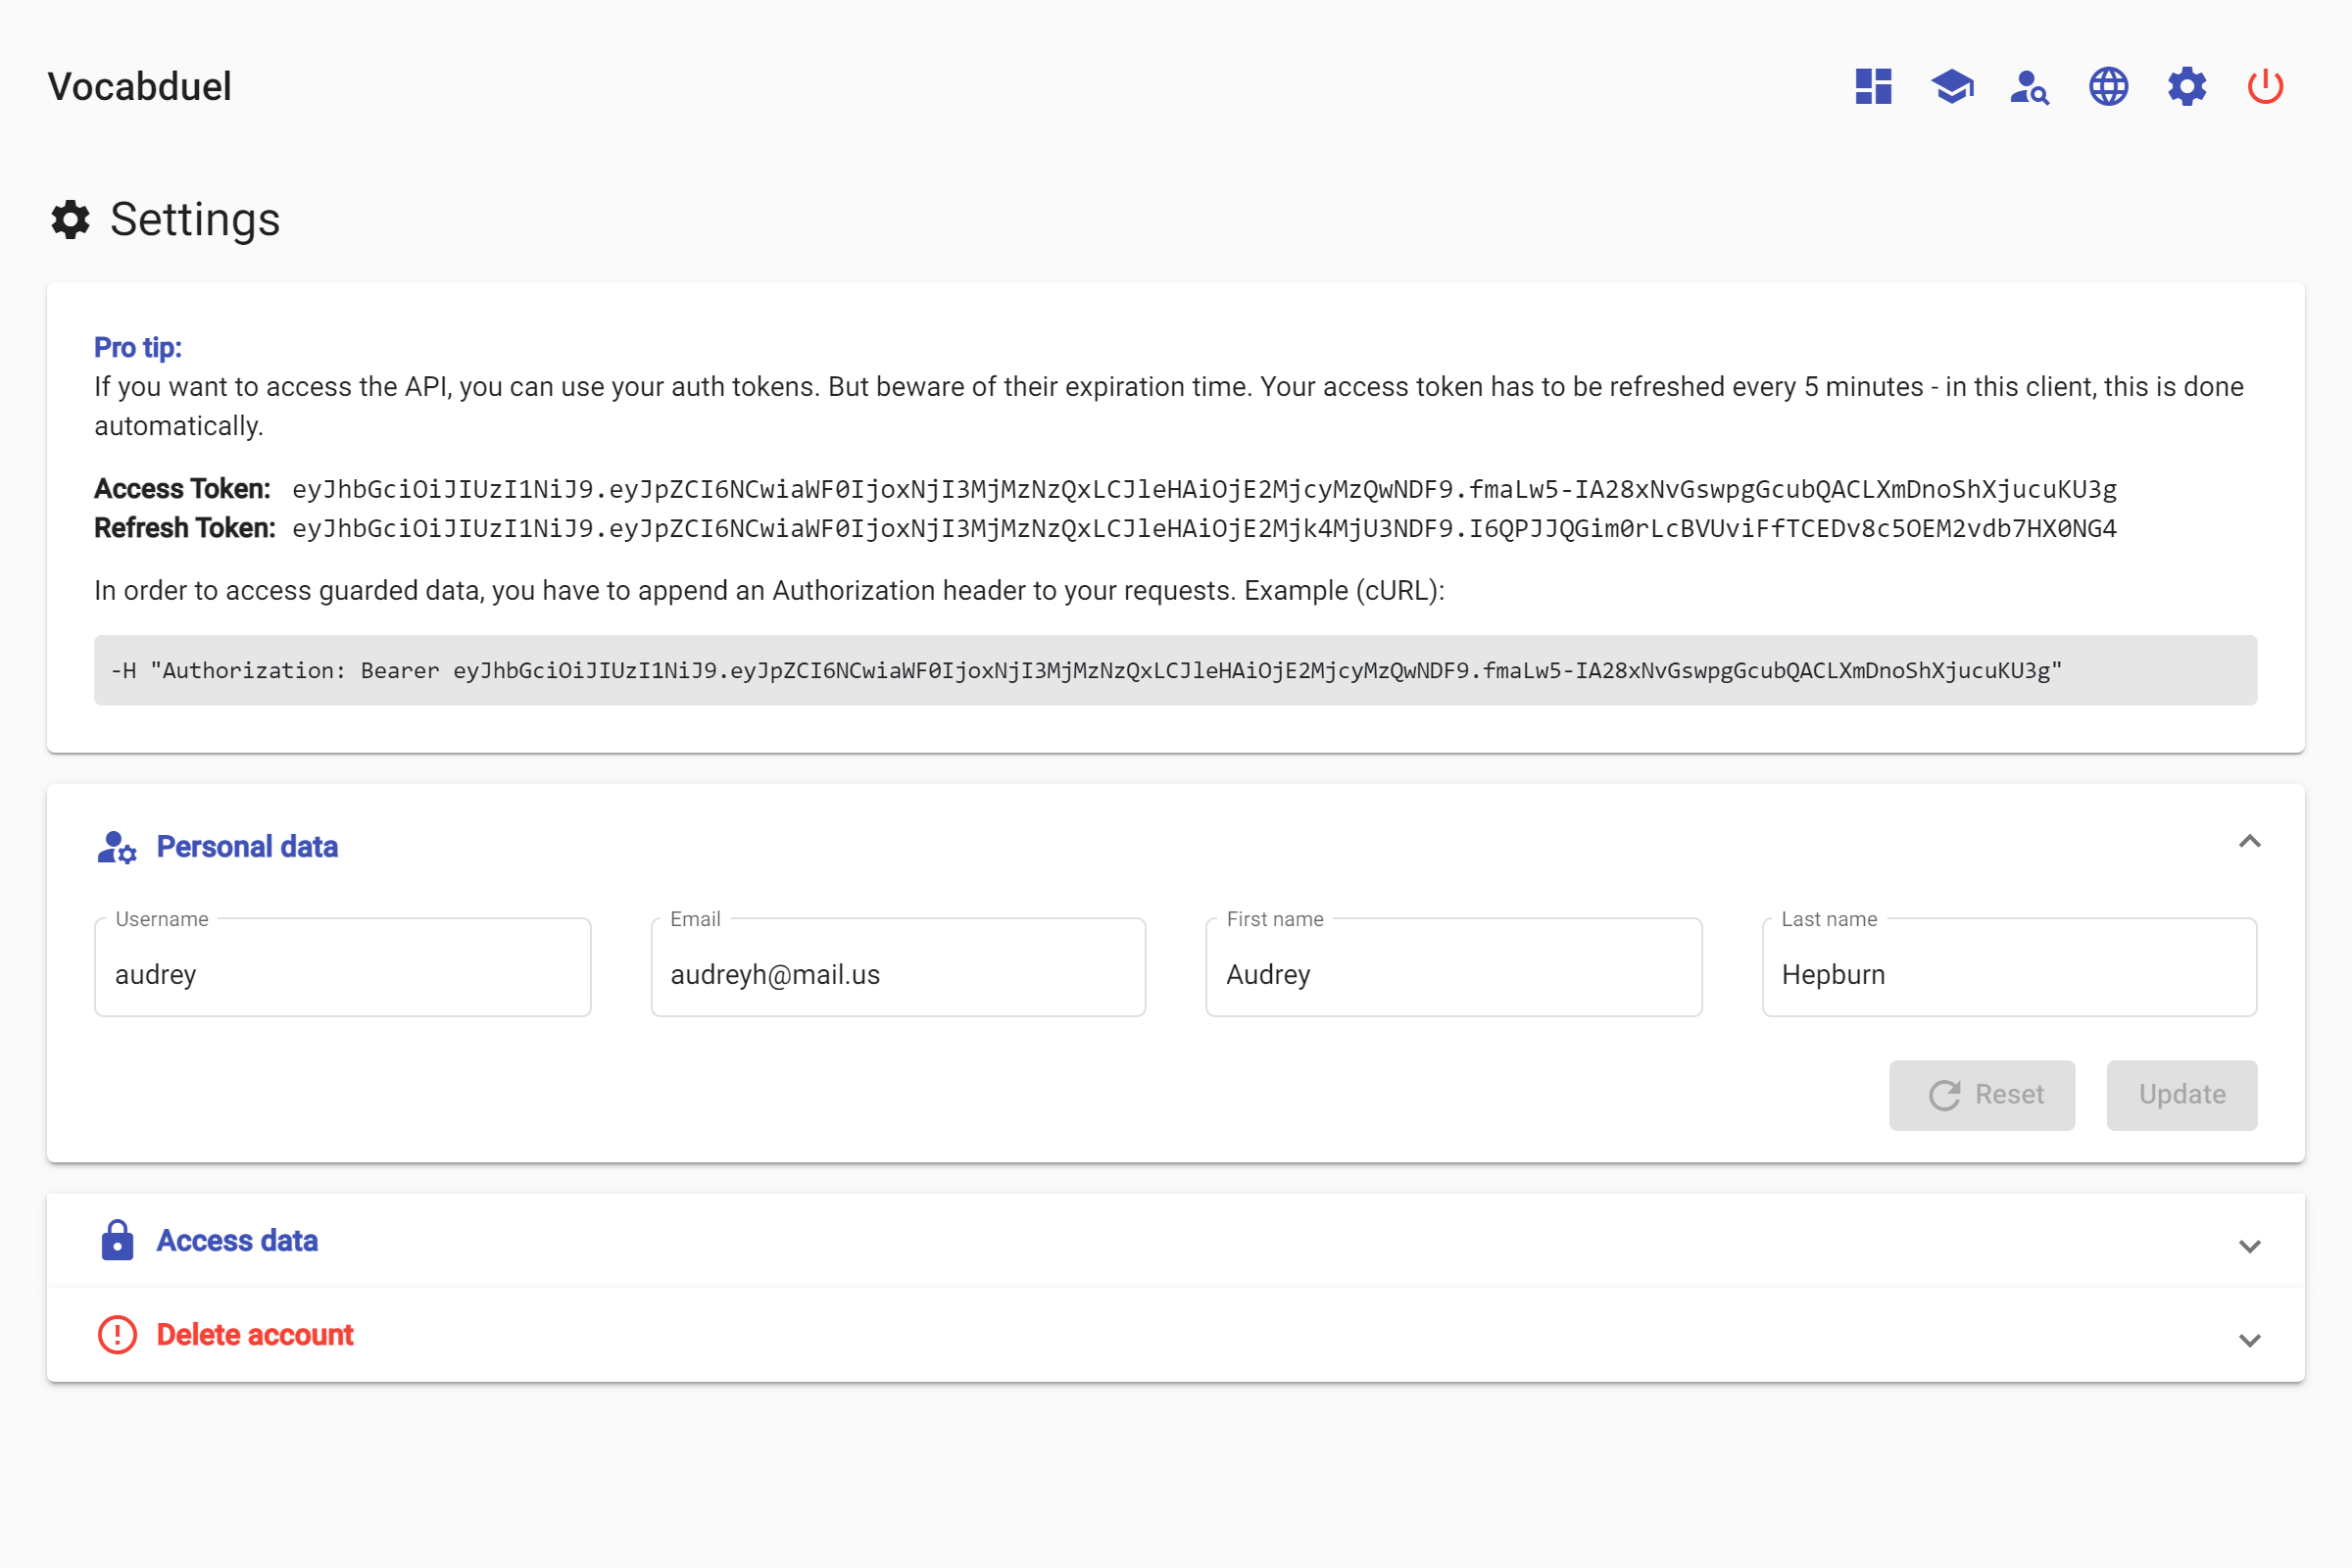 Vocabduel
Settings
Pro tip:
If you want to access the API, you can use your auth tokens. But beware of their expiration time. Your access token has to be refreshed every 5 minutes - in this client, this is done
automatically.
Access Token: eyJhbGciOiJIUzI1NiJ9.eyJpZCI6NCwiaWF0IjoxNjI3MjMzNzQxLCJleHAiOjE2MjcyMzQwNDF9.fmaLw5-IA28xNvGswpgGcubQACLXmDnoShXjucuKU3g
Refresh Token: eyJhbGciOiJIUzI1NiJ9.eyJpZCI6NCwiaWF0IjoxNjI3MjMzNzQxLCJleHAiOjE2Mjk4MjU3NDF9.I6QPJJQGim0rLcBVUviFfTCEDv8c5OEM2vdb7HX0NG4
In order to access guarded data, you have to append an Authorization header to your requests. Example (cURL):
-H "Authorization: Bearer eyJhbGciOiJIUzI1NiJ9.eyJpZCI6NCwiaWF0IjoxNjI3MjMzNzQxLCJleHAiOjE2MjcyMzQwNDF9.fmaLw5-IA28xNvGswpgGcubQACLXmDnoShXjucuKU3g"
Personal data
Username Email First name Last name
audrey audreyh@mail.us Audrey Hepburn
Reset Update
Access data
Delete account